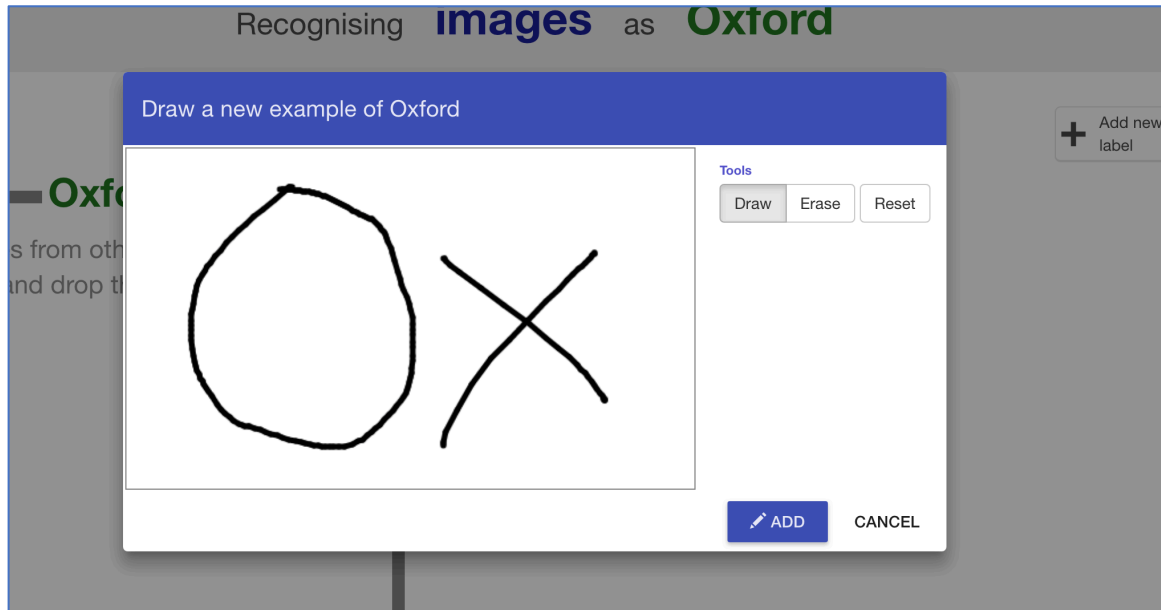 Recognising images as Oxford
Draw a new example of Oxford
Add new
label
Tools
Draw Erase Reset
Oxfo
s from oth
and drop th
Ox
ADD CANCEL